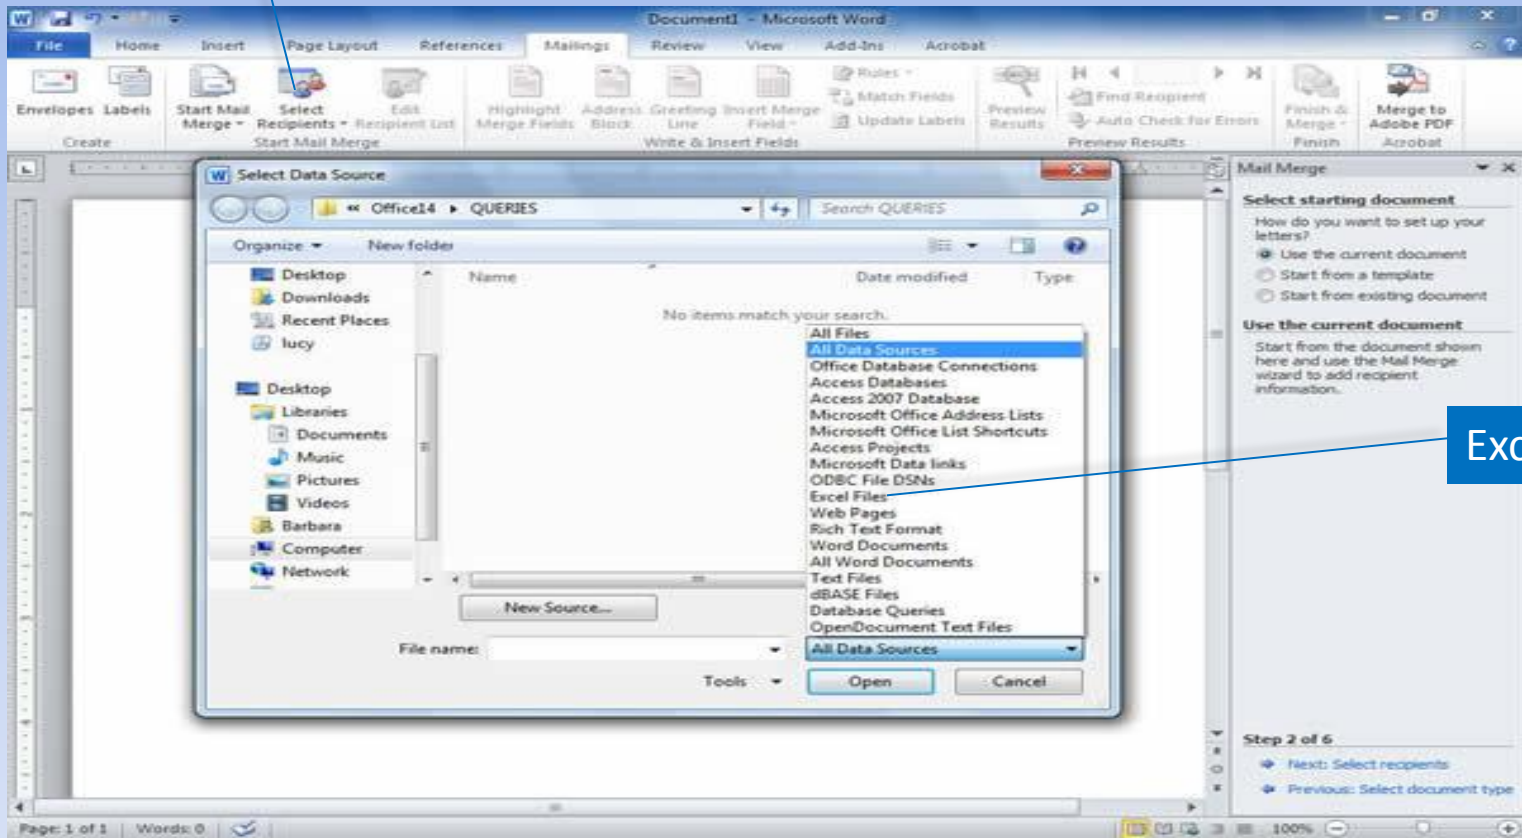 Document1 - Microsoft Word
File Home Insert Page Layout References Mailings Review View Add-Ins Acrobat
Envelopes Labels
Create
Start Mail Merge
Select Recipients
Edit Recipient List
Start Mail Merge
Highlight Merge Fields
Address Block
Greeting Line
Insert Merge Field
Rules
Match Fields
Update Labels
Write & Insert Fields
Preview Results
Find Recipient
Auto Check for Errors
Preview Results
Finish & Merge
Finish
Merge to Adobe PDF
Acrobat
Select Data Source
« Office14 QUERIES
Search QUERIES
Organize New folder
Desktop
Downloads
Recent Places
lucy
Desktop
Libraries
Documents
Music
Pictures
Videos
Barbara
Computer
Network
Name Date modified Type
No items match your search.
All Files
All Data Sources
Office Database Connections
Access Databases
Access 2007 Database
Microsoft Office Address Lists
Microsoft Office List Shortcuts
Access Projects
Microsoft Data links
ODBC File DSNs
Excel Files
Web Pages
Rich Text Format
Word Documents
All Word Documents
Text Files
dBASE Files
Database Queries
OpenDocument Text Files
New Source...
File name:
All Data Sources
Tools Open Cancel
Mail Merge
Select starting document
How do you want to set up your
letters?
Use the current document
Start from a template
Start from existing document
Use the current document
Start from the document shown
here and use the Mail Merge
wizard to add recipient
information.
Step 2 of 6
Next: Select recipients
Previous: Select document type
Page: 1 of 1 Words: 0
100%